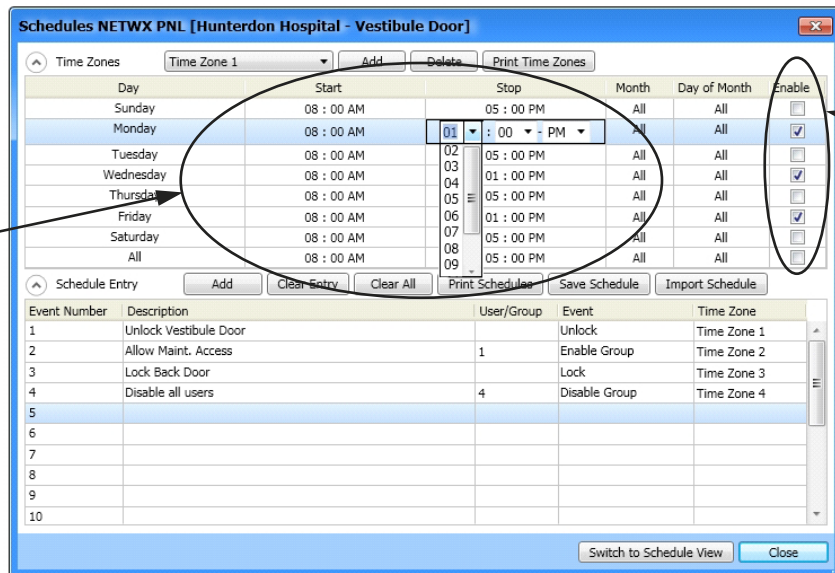 Schedules NETWX PNL [Hunterdon Hospital - Vestibule Door]
Time Zones Time Zone 1 Add Delete Print Time Zones
Day Start Stop Month Day of Month Enable
Sunday 08 : 00 AM 05 : 00 PM All All
Monday 01 : 00 - PM All All
02
03
04
05
06
07
08
09
Tuesday 08 : 00 AM 05 : 00 PM All All
Wednesday 08 : 00 AM 01 : 00 PM All All
Thursday 08 : 00 AM 05 : 00 PM All All
Friday 08 : 00 AM 01 : 00 PM All All
Saturday 08 : 00 AM 05 : 00 PM All All
All 08 : 00 AM 05 : 00 PM All All
Schedule Entry Add Clear Entry Clear All Print Schedules Save Schedule Import Schedule
Event Number Description User/Group Event Time Zone
1 Unlock Vestibule Door Unlock Time Zone 1
2 Allow Maint. Access 1 Enable Group Time Zone 2
3 Lock Back Door Lock Time Zone 3
4 Disable all users 4 Disable Group Time Zone 4
5
6
7
8
9
10
Switch to Schedule View Close